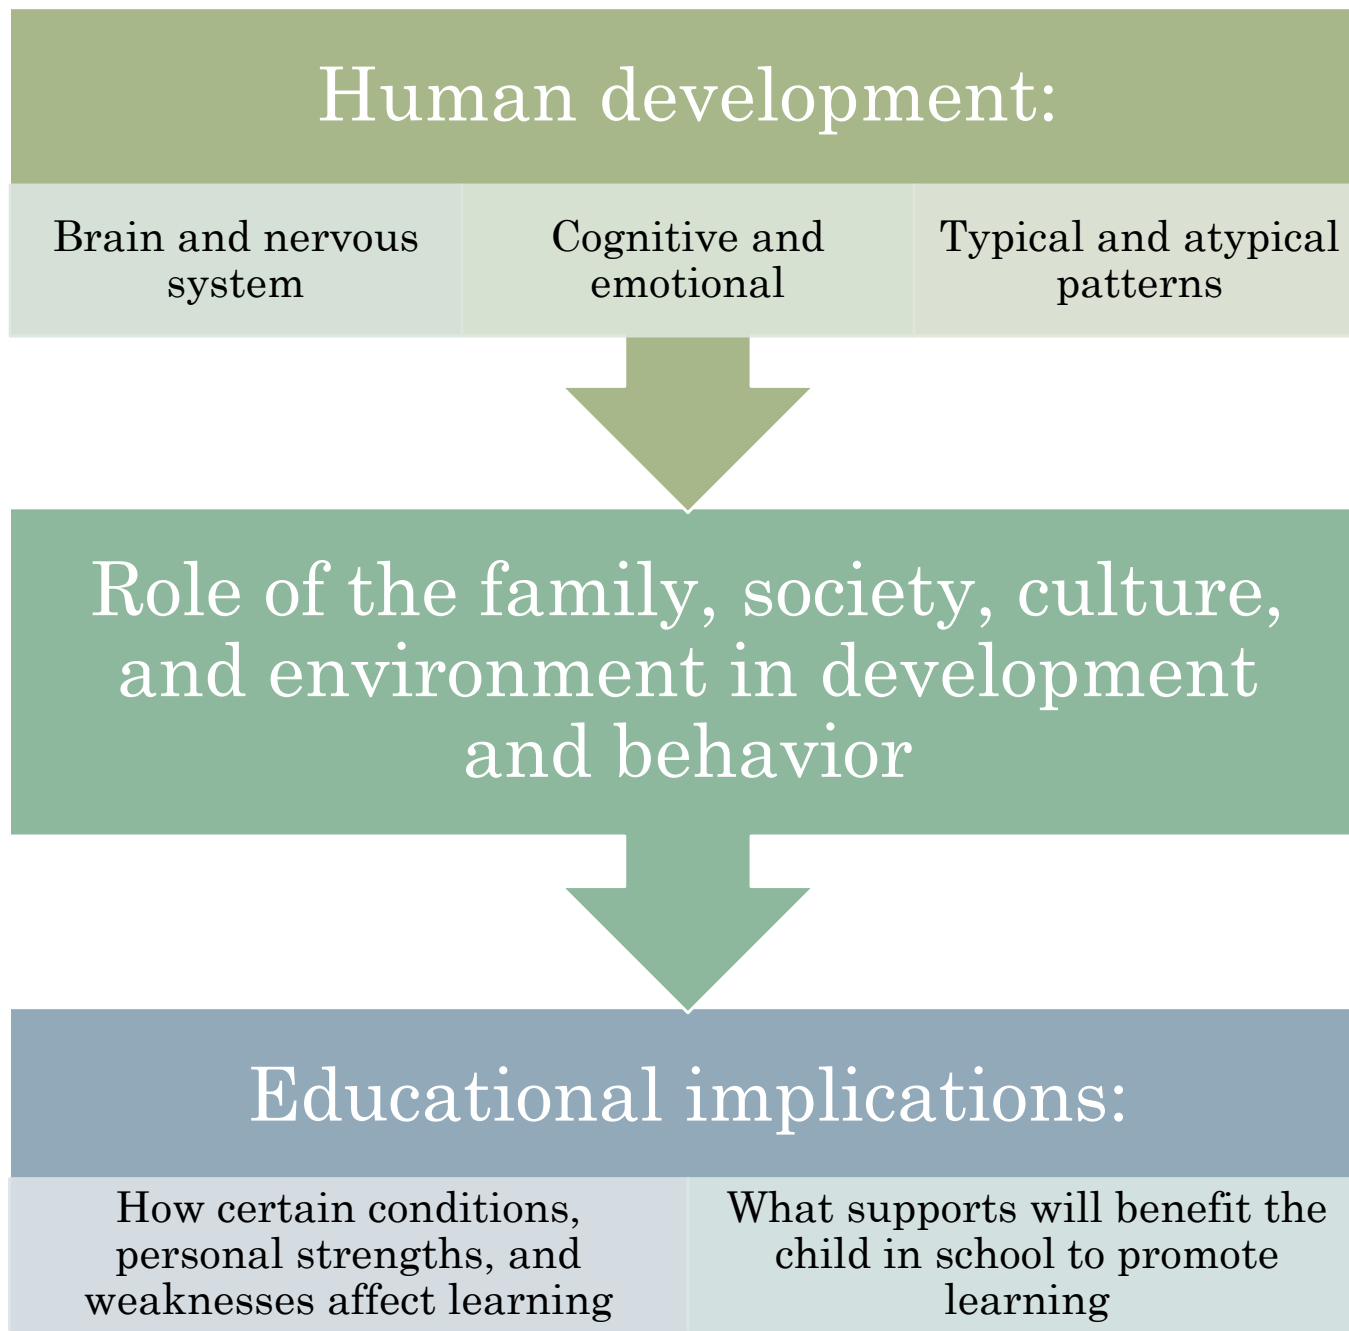 Human development:
Brain and nervous
system
Cognitive and
emotional
Typical and atypical
patterns
Role of the family, society, culture,
and environment in development
and behavior
Educational implications:
How certain conditions,
personal strengths, and
weaknesses affect learning
What supports will benefit the
child in school to promote
learning